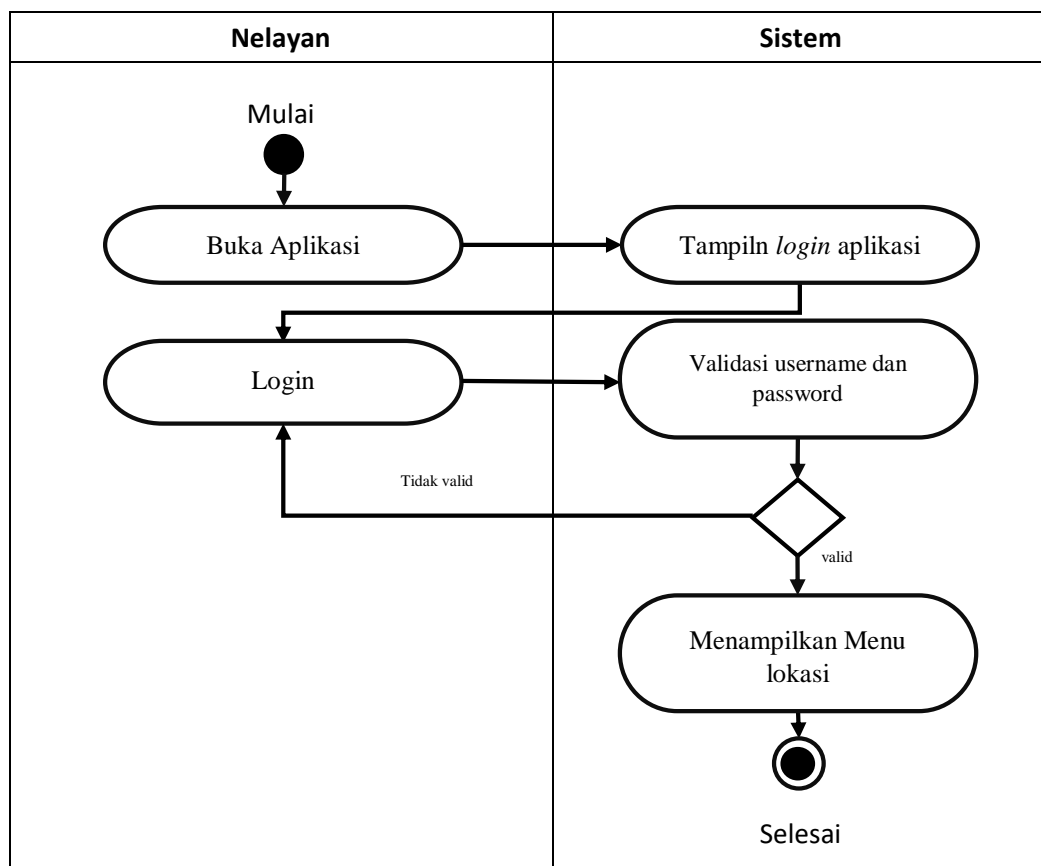 Nelayan
Sistem
Mulai
Buka Aplikasi
Tampiln login aplikasi
Login
Validasi username dan
password
Tidak valid
valid
Menampilkan Menu
lokasi
Selesai